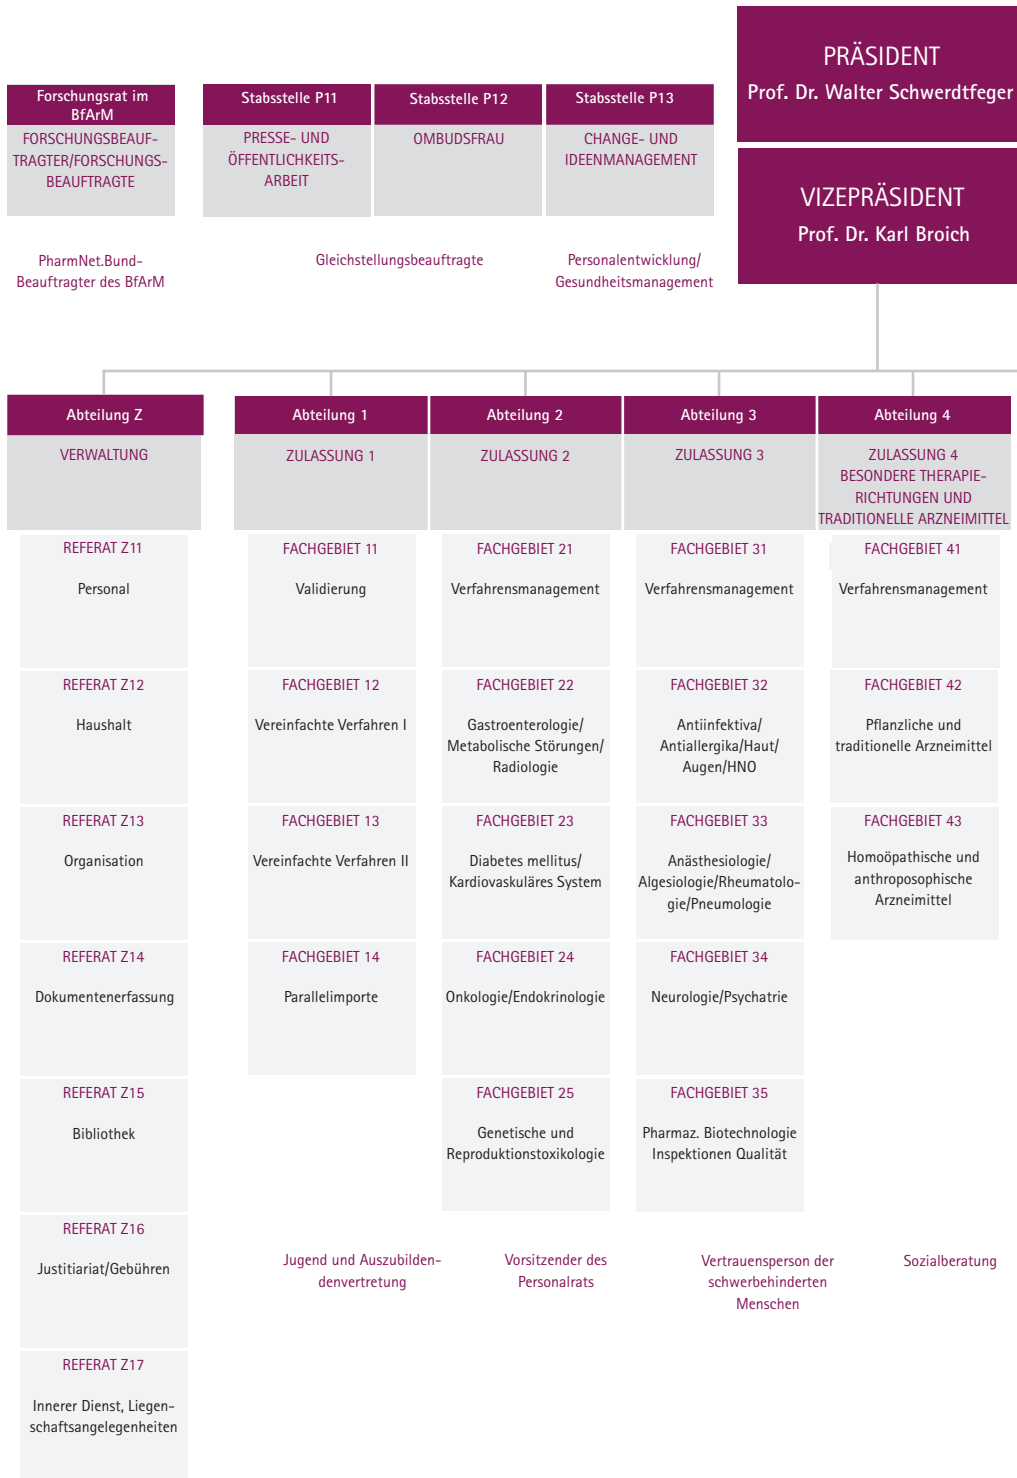 PRÄSIDENT
Prof. Dr. Walter Schwerdtfeger
VIZEPRÄSIDENT
Prof. Dr. Karl Broich
Forschungsrat im
BfArM
FORSCHUNGSBEAUF-
TRAGTER/FORSCHUNGS-
BEAUFTRAGTE
Stabsstelle P11
PRESSE- UND
ÖFFENTLICHKEITS-
ARBEIT
Stabsstelle P12
OMBUDSFRAU
Stabsstelle P13
CHANGE- UND
IDEENMANAGEMENT
PharmNet.Bund-
Beauftragter des BfArM
Gleichstellungsbeauftragte
Personalentwicklung/
Gesundheitsmanagement
Abteilung Z
VERWALTUNG
REFERAT Z11
Personal
REFERAT Z12
Haushalt
REFERAT Z13
Organisation
REFERAT Z14
Dokumentenerfassung
REFERAT Z15
Bibliothek
REFERAT Z16
Justitiariat/Gebühren
REFERAT Z17
Innerer Dienst, Liegen-
schaftsangelegenheiten
Abteilung 1
ZULASSUNG 1
FACHGEBIET 11
Validierung
FACHGEBIET 12
Vereinfachte Verfahren I
FACHGEBIET 13
Vereinfachte Verfahren II
FACHGEBIET 14
Parallelimporte
Abteilung 2
ZULASSUNG 2
FACHGEBIET 21
Verfahrensmanagement
FACHGEBIET 22
Gastroenterologie/
Metabolische Störungen/
Radiologie
FACHGEBIET 23
Diabetes mellitus/
Kardiovaskuläres System
FACHGEBIET 24
Onkologie/Endokrinologie
FACHGEBIET 25
Genetische und
Reproduktionstoxikologie
Abteilung 3
ZULASSUNG 3
FACHGEBIET 31
Verfahrensmanagement
FACHGEBIET 32
Antiinfektiva/
Antiallergika/Haut/
Augen/HNO
FACHGEBIET 33
Anästhesiologie/
Algesiologie/Rheumatolo-
gie/Pneumologie
FACHGEBIET 34
Neurologie/Psychatrie
FACHGEBIET 35
Pharmaz. Biotechnologie
Inspektionen Qualität
Abteilung 4
ZULASSUNG 4
BESONDERE THERAPIE-
RICHTUNGEN UND
TRADITIONELLE ARZNEIMITTEL
FACHGEBIET 41
Verfahrensmanagement
FACHGEBIET 42
Pflanzliche und
traditionelle Arzneimittel
FACHGEBIET 43
Homoöpathische und
anthroposophische
Arzneimittel
Jugend und Auszubilden-
denvertretung
Vorsitzender des
Personalrats
Vertrauensperson der
schwerbehinderten
Menschen
Sozialberatung